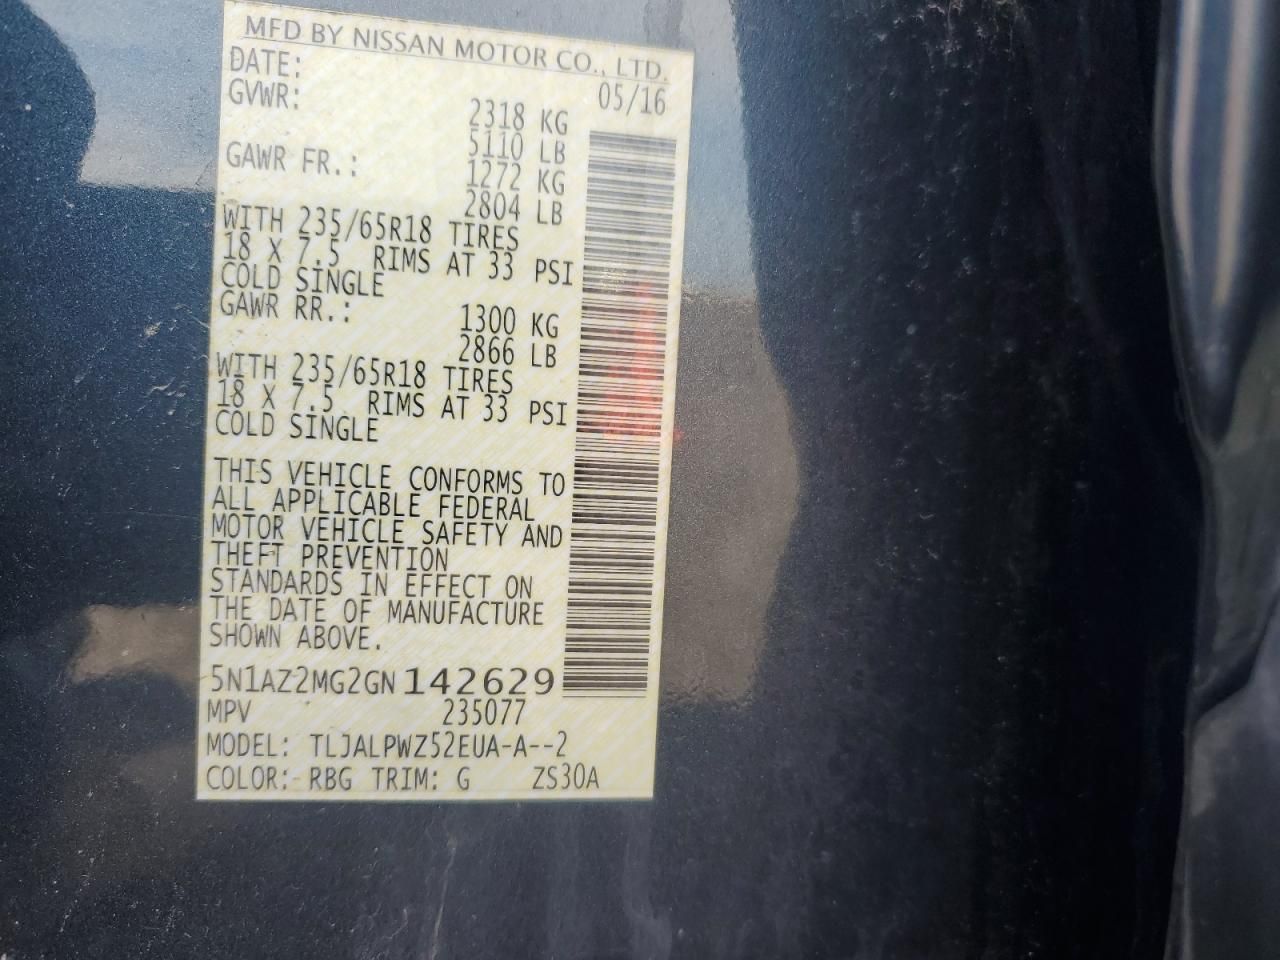 MFD BY NISSAN MOTOR CO., LTD.
DATE: 05/16
GVWR: 2318 KG
5110 LB
GAWR FR.: 1272 KG
2804 LB
WITH 235/65R18 TIRES
18 X 7.5 RIMS AT 33 PSI
COLD SINGLE
GAWR RR.: 1300 KG
2866 LB
WITH 235/65R18 TIRES
18 X 7.5 RIMS AT 33 PSI
COLD SINGLE
THIS VEHICLE CONFORMS TO
ALL APPLICABLE FEDERAL
MOTOR VEHICLE SAFETY AND
THEFT PREVENTION
STANDARDS IN EFFECT ON
THE DATE OF MANUFACTURE
SHOWN ABOVE.
5N1AZ2MG2GN142629
MPV 235077
MODEL: TLJALPWZ52EUA-A--2
COLOR: RBG TRIM: G ZS30A